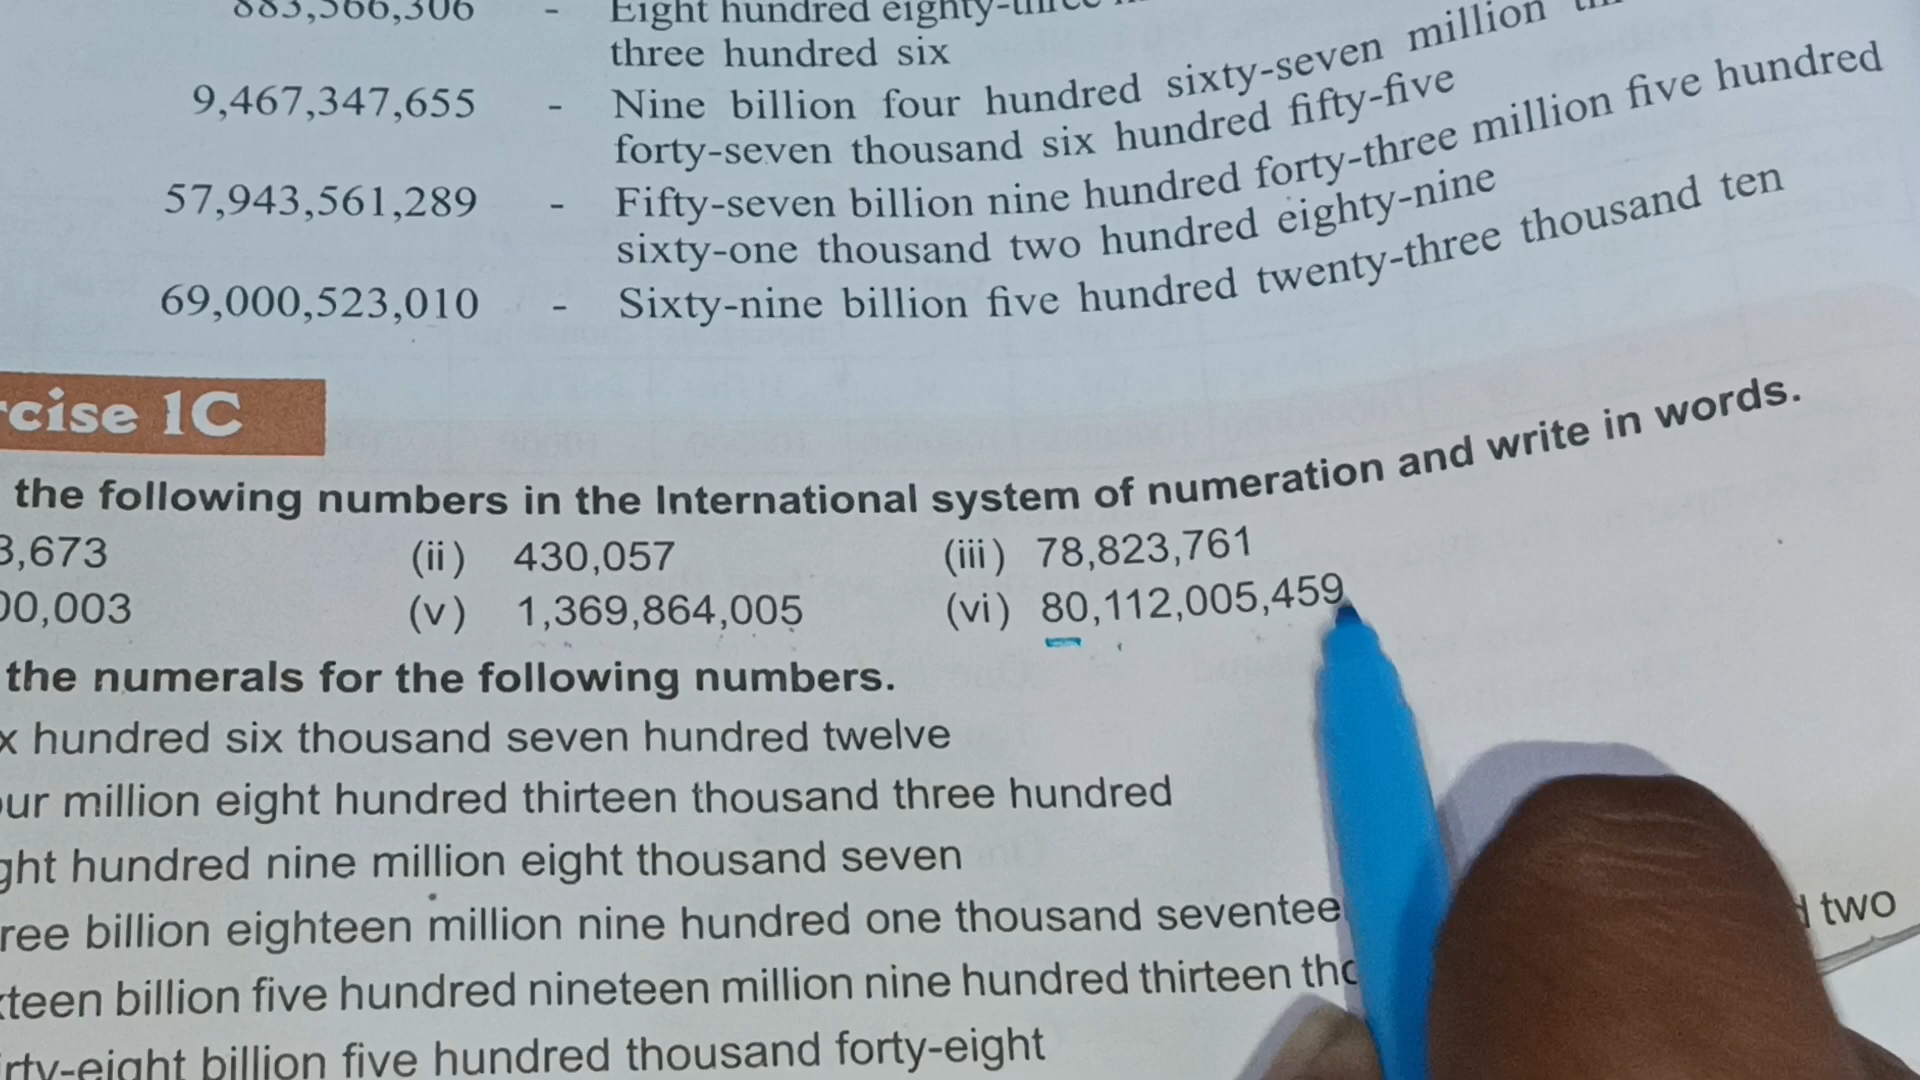 883,566,306 - Eight hundred eighty-three
three hundred six
9,467,347,655 - Nine billion four hundred sixty-seven million
forty-seven thousand six hundred fifty-five
57,943,561,289 - Fifty-seven billion nine hundred forty-three million five hundred
sixty-one thousand two hundred eighty-nine
69,000,523,010 - Sixty-nine billion five hundred twenty-three thousand ten
rcise 1C
the following numbers in the International system of numeration and write in words.
3,673 (ii) 430,057 (iii) 78,823,761
00,003 (v) 1,369,864,005 (vi) 80,112,005,459
the numerals for the following numbers.
x hundred six thousand seven hundred twelve
ur million eight hundred thirteen thousand three hundred
ght hundred nine million eight thousand seven
ree billion eighteen million nine hundred one thousand seventee two
teen billion five hundred nineteen million nine hundred thirteen tho
rty-eight billion five hundred thousand forty-eight